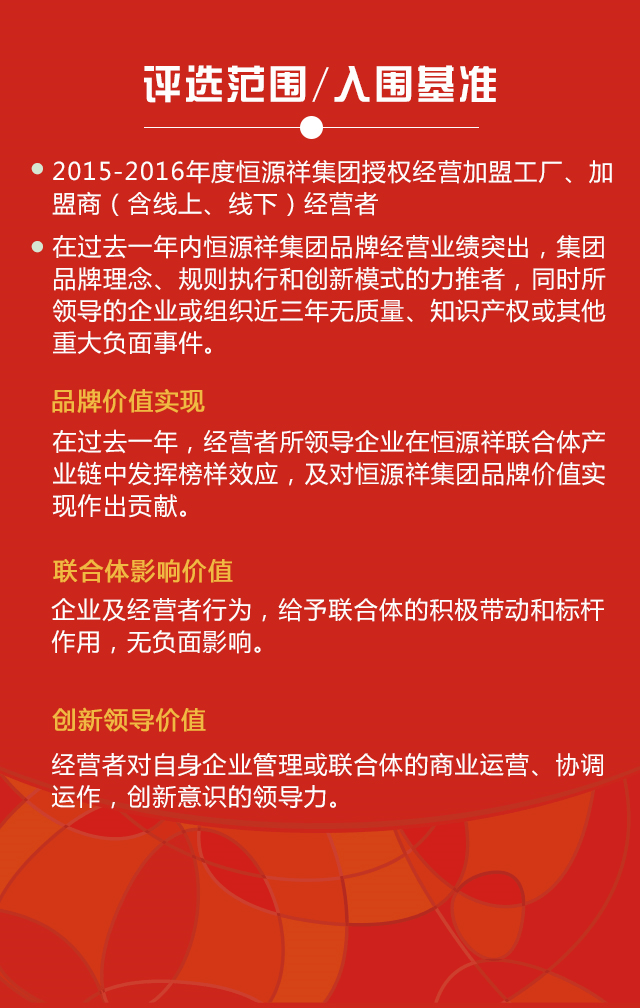 评选范围/入围基准
2015-2016年度恒源祥集团授权经营加盟工厂、加
盟商（含线上、线下）经营者
在过去一年内恒源祥集团品牌经营业绩突出，集团
品牌理念、规则执行和创新模式的力推者，同时所
领导的企业或组织近三年无质量、知识产权或其他
重大负面事件。
品牌价值实现
在过去一年，经营者所领导企业在恒源祥联合体产
业链中发挥榜样效应，及对恒源祥集团品牌价值实
现作出贡献。
联合体影响价值
企业及经营者行为，给予联合体的积极带动和标杆
作用，无负面影响。
创新领导价值
经营者对自身企业管理或联合体的商业运营、协调
运作，创新意识的领导力。